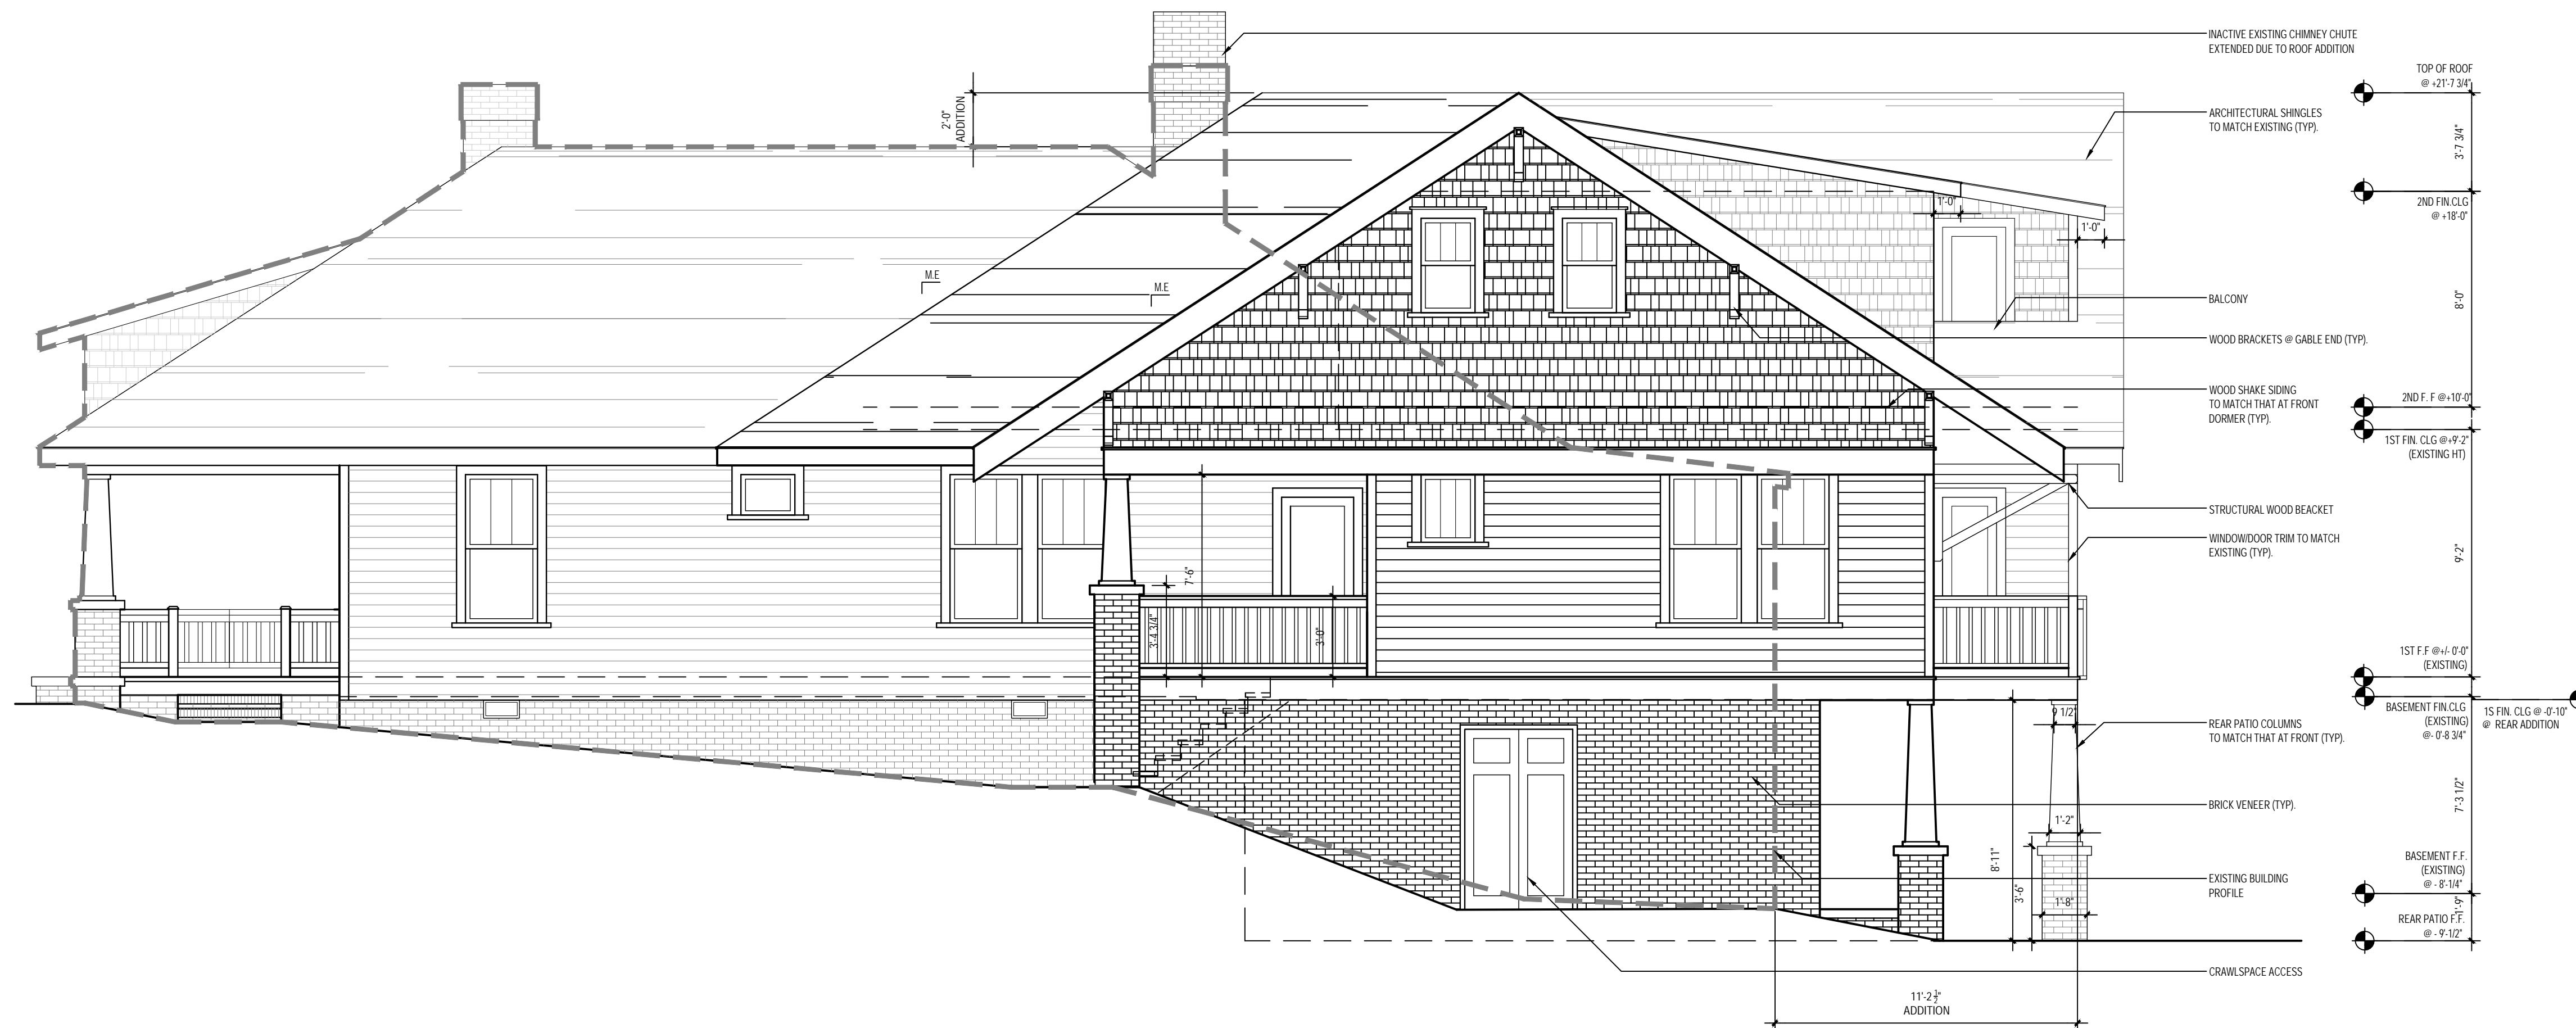 INACTIVE EXISTING CHIMNEY CHUTE
EXTENDED DUE TO ROOF ADDITION
TOP OF ROOF
@ +21'-7 3/4"
2'-0"
ADDITION
ARCHITECTURAL SHINGLES
TO MATCH EXISTING (TYP).
3'-7 3/4"
1'-0"
2ND FIN.CLG
@ +18'-0"
1'-0"
M.E
M.E
BALCONY
8'-0"
WOOD BRACKETS @ GABLE END (TYP).
WOOD SHAKE SIDING
TO MATCH THAT AT FRONT
DORMER (TYP).
2ND F. F @+10'-0"
1ST FIN. CLG @+9'-2"
(EXISTING HT)
STRUCTURAL WOOD BEACKET
WINDOW/DOOR TRIM TO MATCH
EXISTING (TYP).
9'-2"
7'-6"
3'-4 3/4"
3'-0"
1ST F.F @+/- 0'-0"
(EXISTING)
BASEMENT FIN.CLG
(EXISTING)
@- 0'-8 3/4"
1S FIN. CLG @ -0'-10"
@ REAR ADDITION
9 1/2"
REAR PATIO COLUMNS
TO MATCH THAT AT FRONT (TYP).
7'-3 1/2"
BRICK VENEER (TYP).
1'-2"
8'-11"
3'-6"
1'-8"
BASEMENT F.F.
(EXISTING)
@ - 8'-1/4"
EXISTING BUILDING
PROFILE
1'-9"
REAR PATIO F.F.
@ - 9'-1/2"
CRAWLSPACE ACCESS
11'-2 1/2"
ADDITION